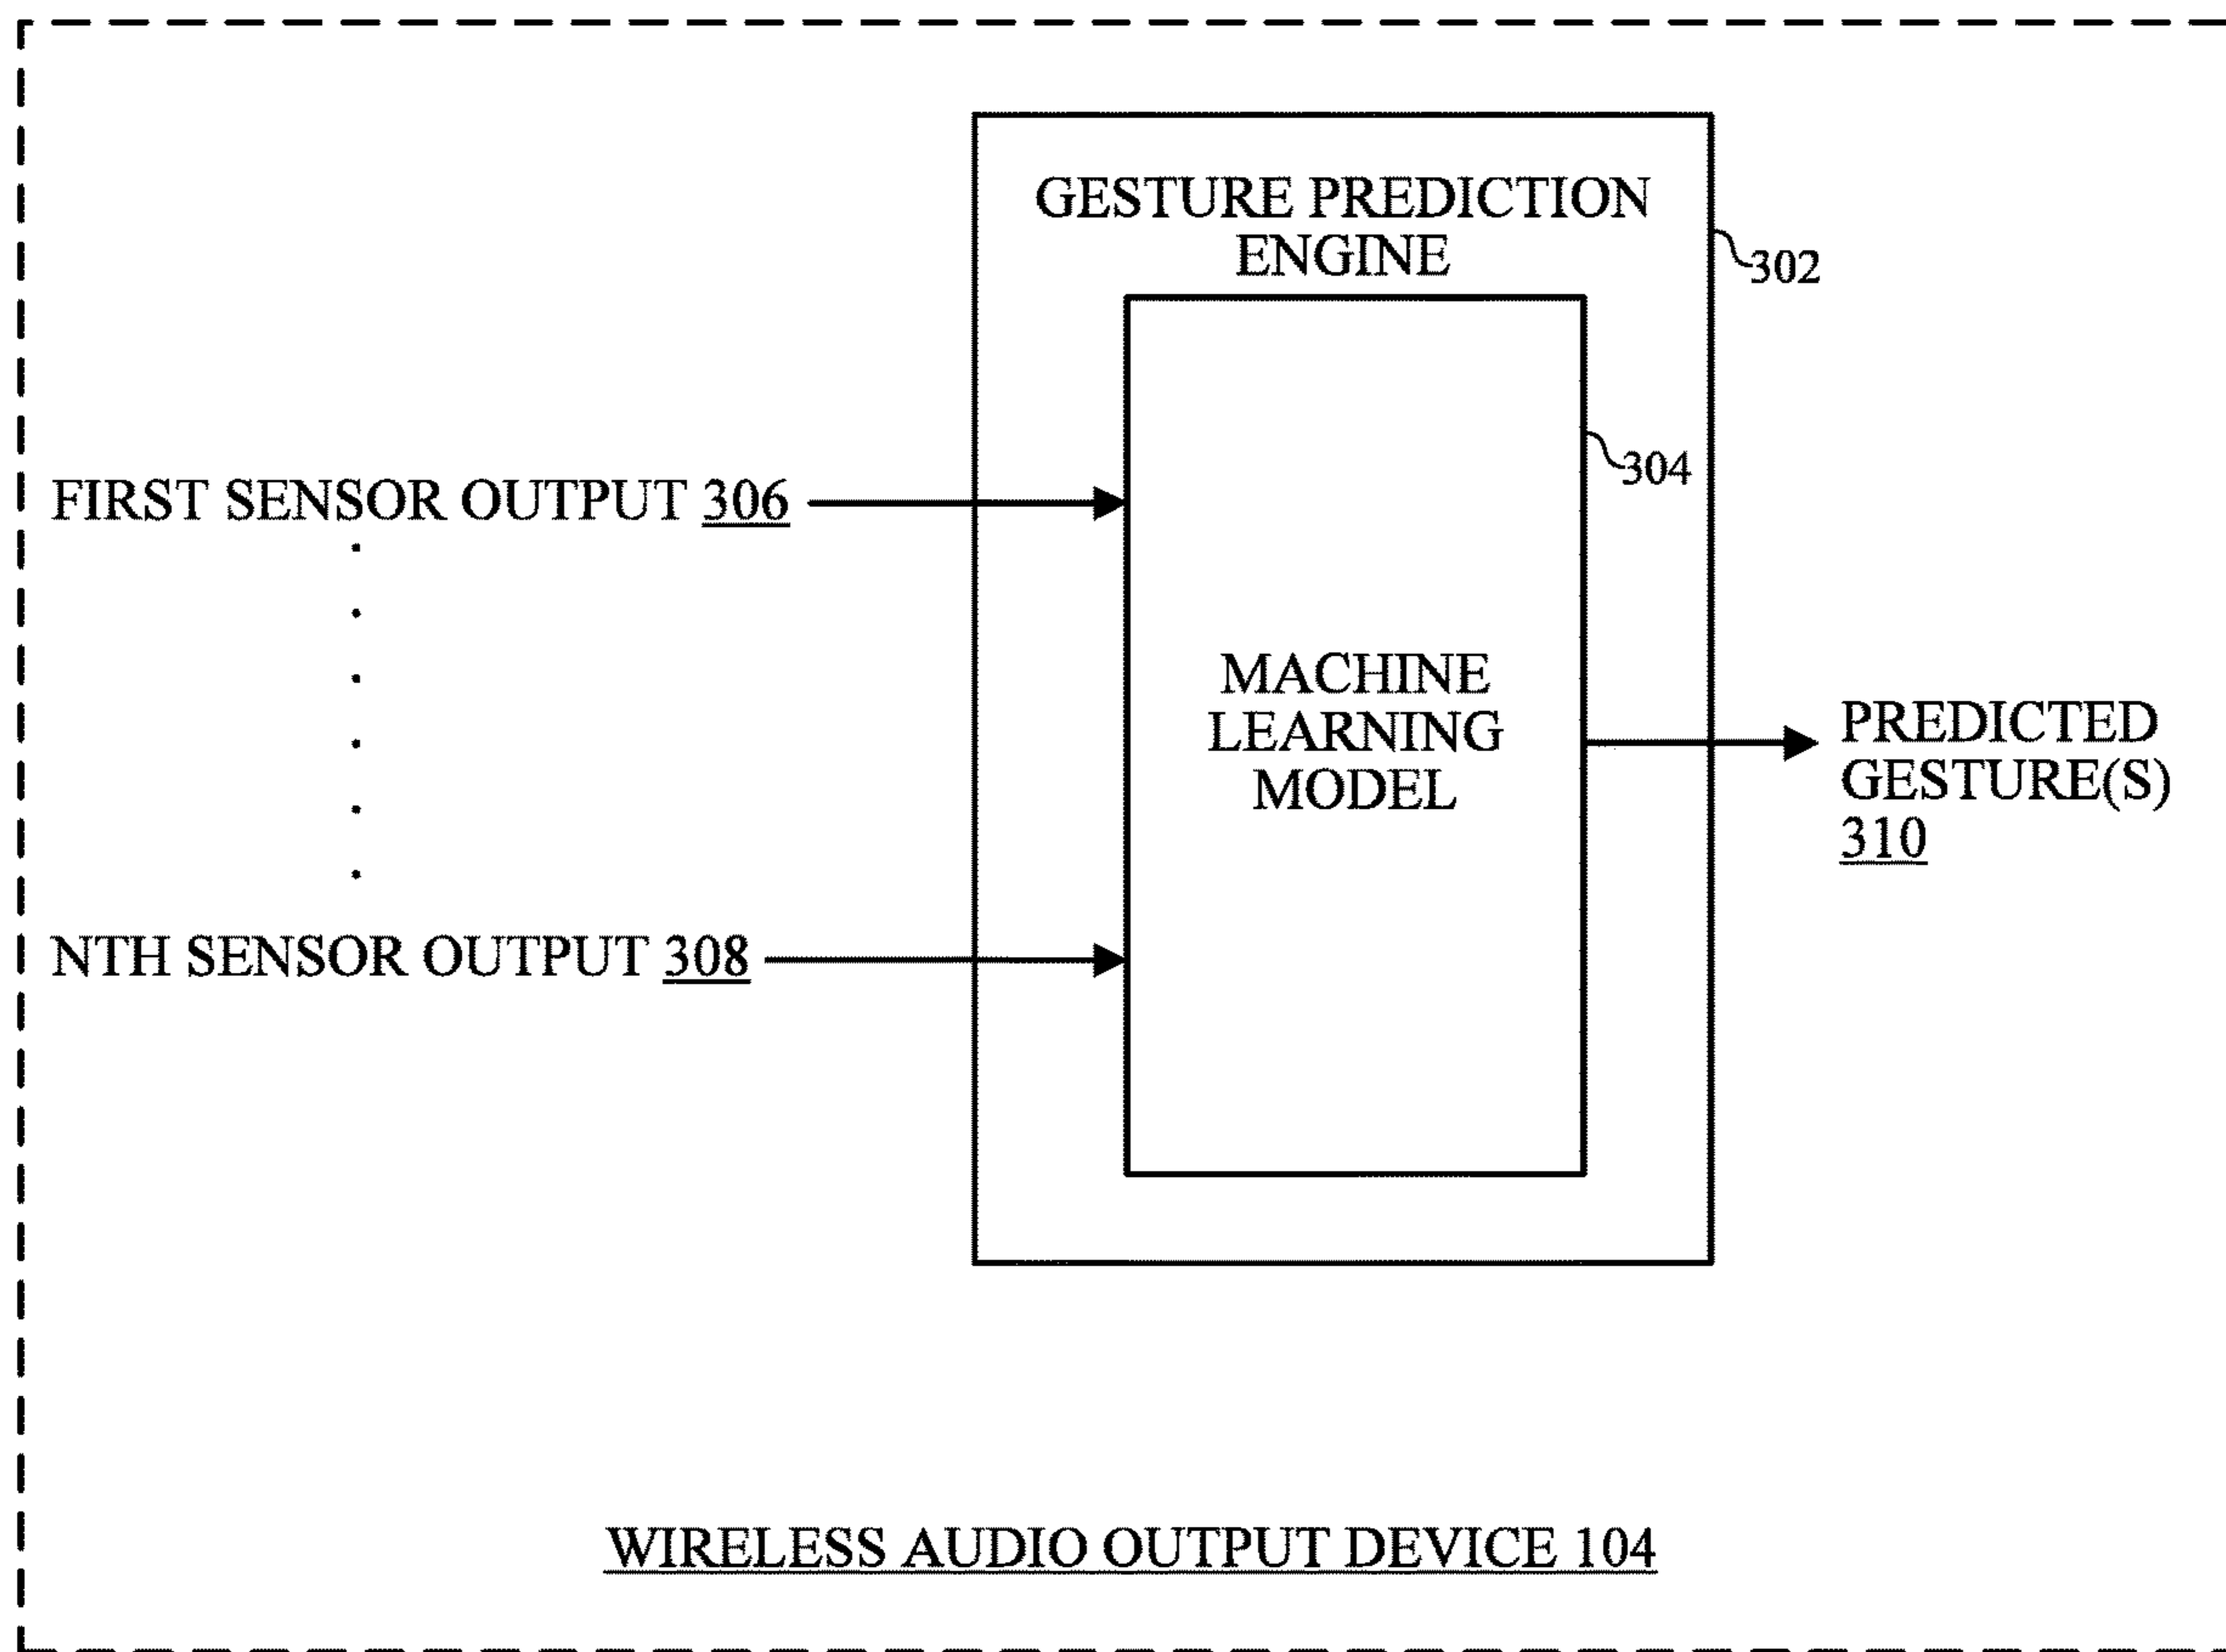 GESTURE PREDICTION
ENGINE
302
304
FIRST SENSOR OUTPUT 306
MACHINE
LEARNING
MODEL
PREDICTED
GESTURE(S)
310
NTH SENSOR OUTPUT 308
WIRELESS AUDIO OUTPUT DEVICE 104